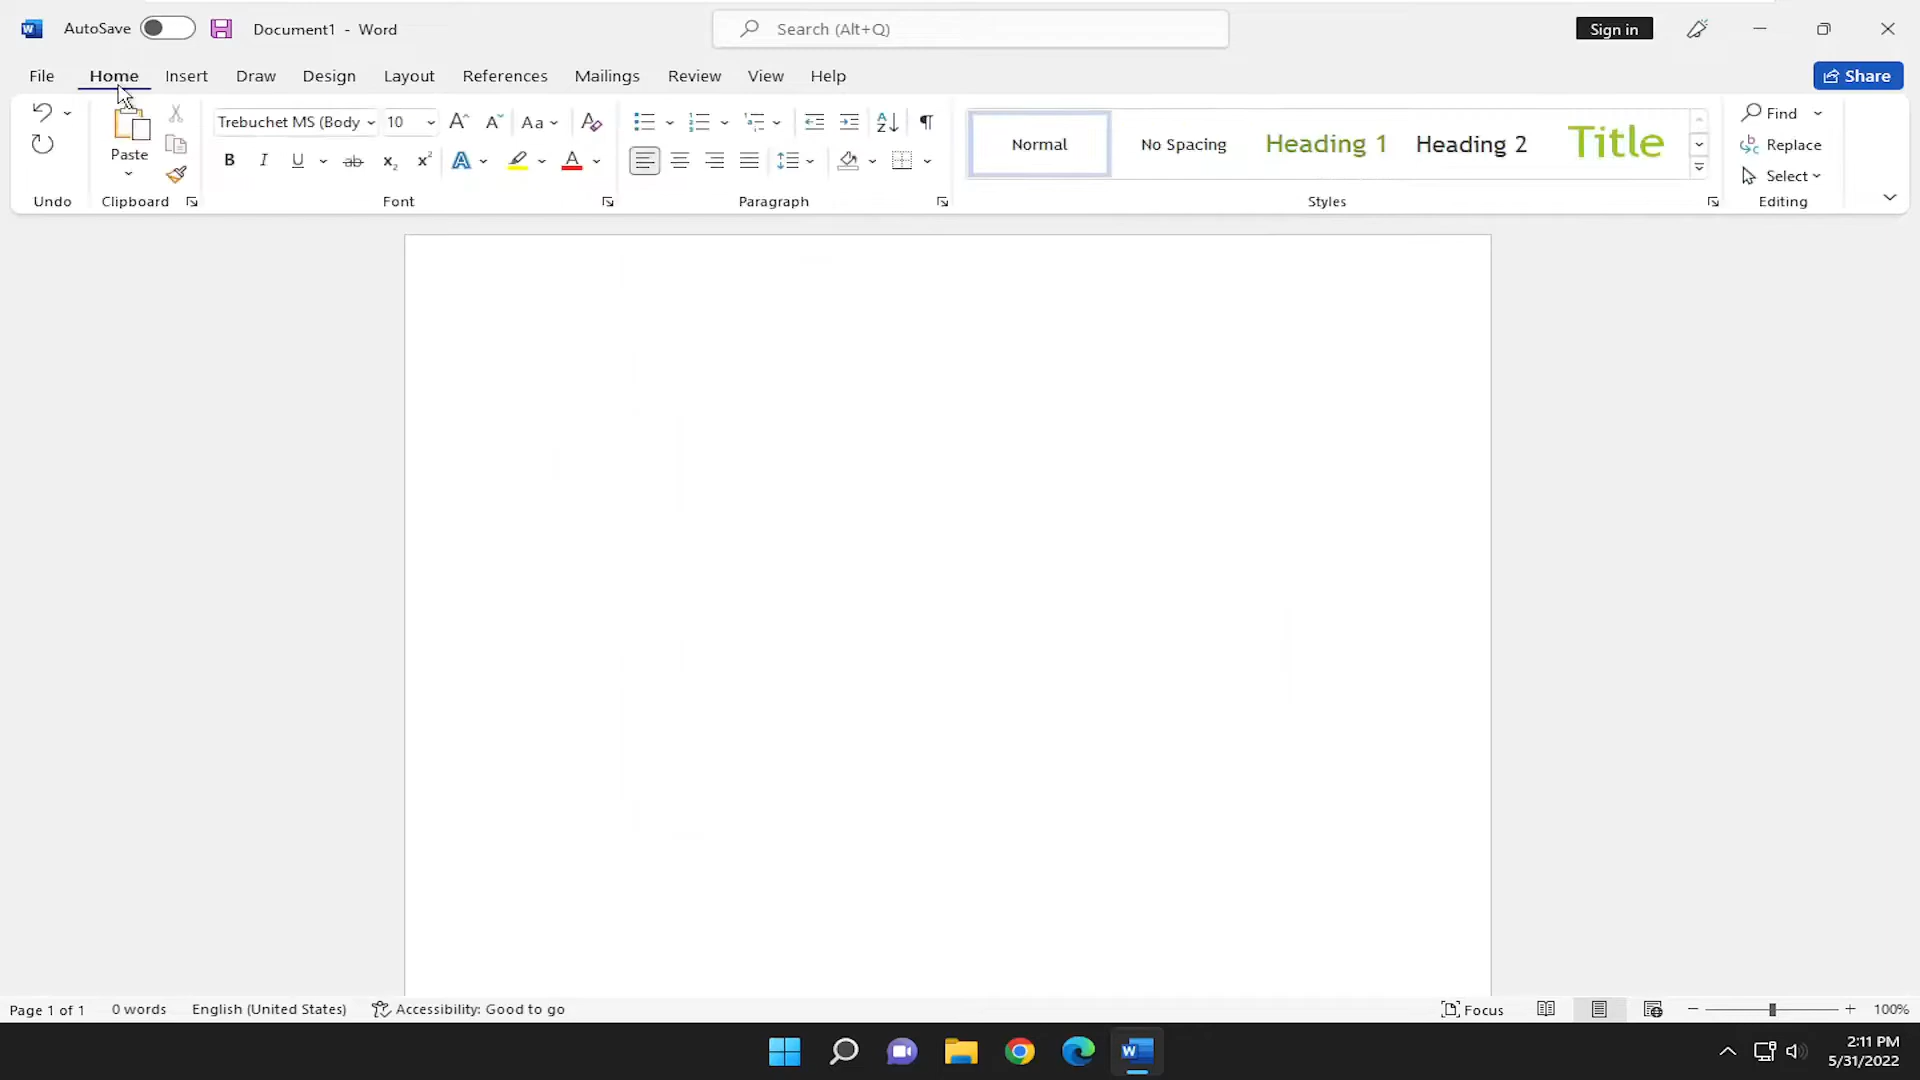 AutoSave Document1 - Word Search (Alt+Q) Sign in
File Home Insert Draw Design Layout References Mailings Review View Help Share
Trebuchet MS (Body 10 Aa Find
Paste Normal No Spacing Heading 1 Heading 2 Title Replace
B I U ab x₂ x² A A Select
Undo Clipboard Font Paragraph Styles Editing
Page 1 of 1 0 words English (United States) Accessibility: Good to go Focus 100%
2:11 PM
5/31/2022